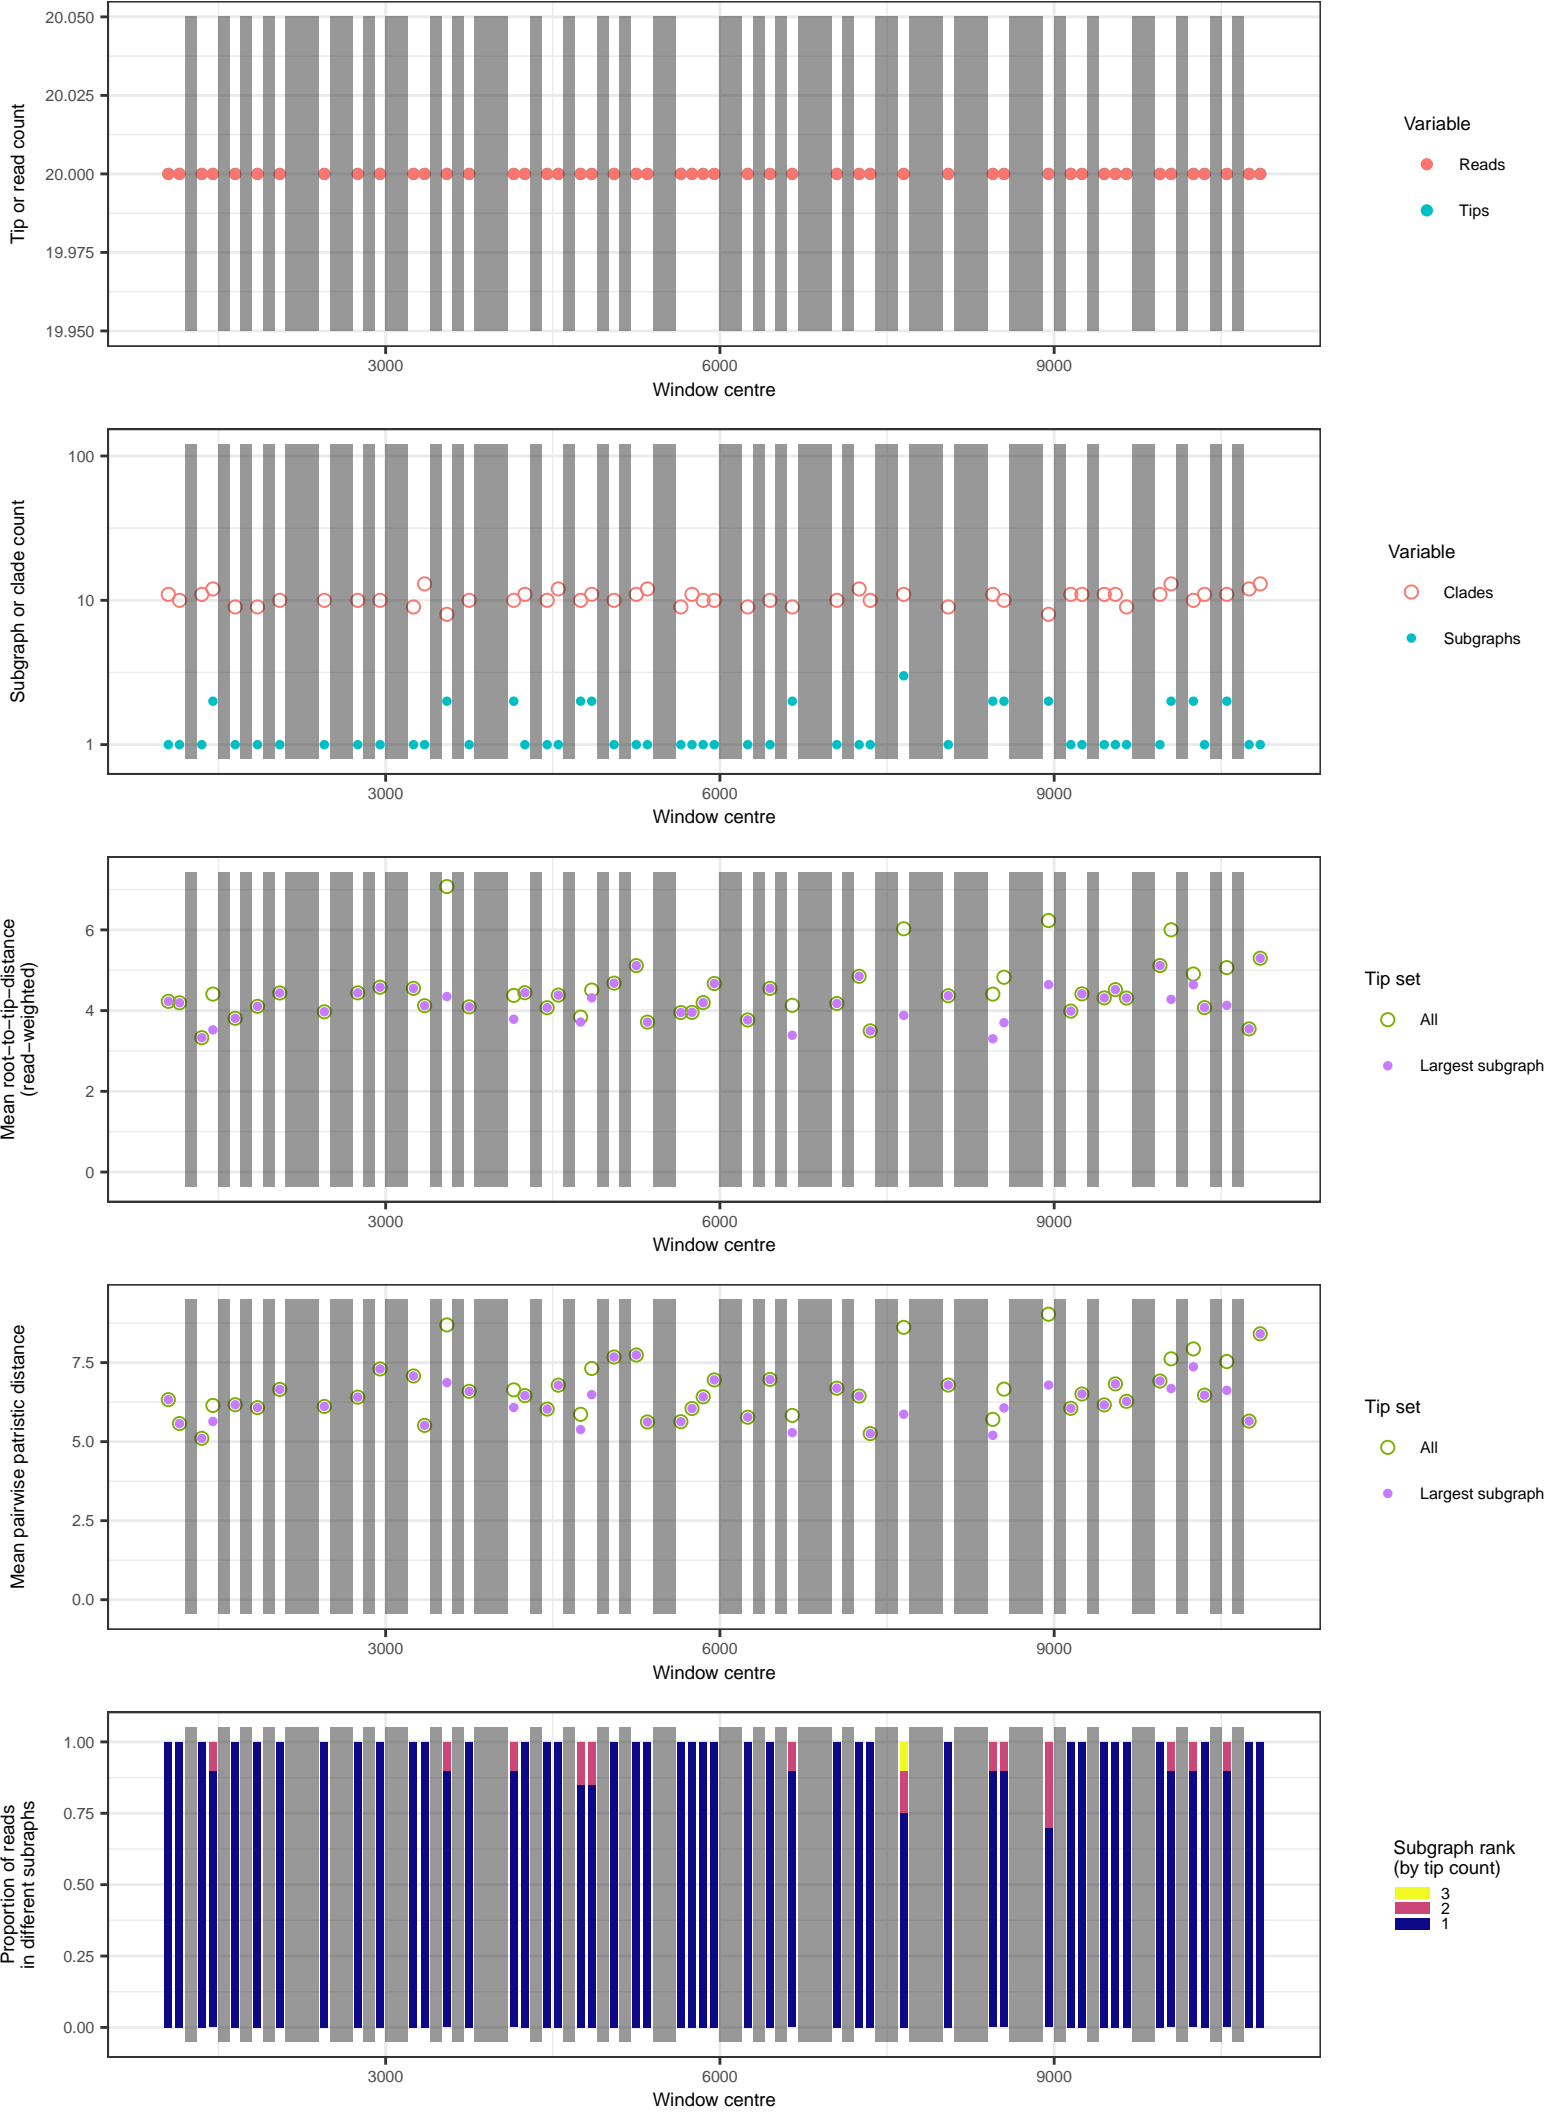 20.050
20.025
20.000
19.975
19.950
Tip or read count
3000
6000
9000
Window centre
Variable
Reads
Tips
100
10
1
Subgraph or clade count
3000
6000
9000
Window centre
Variable
Clades
Subgraphs
6
4
2
0
Mean root−to−tip−distance
(read−weighted)
3000
6000
9000
Window centre
Tip set
All
Largest subgraph
7.5
5.0
2.5
0.0
Mean pairwise patristic distance
3000
6000
9000
Window centre
Tip set
All
Largest subgraph
1.00
0.75
0.50
0.25
0.00
Proportion of reads
in different subraphs
3000
6000
9000
Window centre
Subgraph rank
(by tip count)
3
2
1